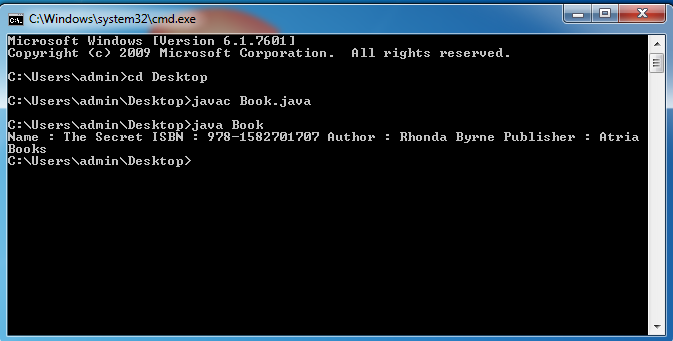 C:\Windows\system32\cmd.exe
Microsoft Windows [Version 6.1.7601]
Copyright (c) 2009 Microsoft Corporation.  All rights reserved.
C:\Users\admin>cd Desktop
C:\Users\admin\Desktop>javac Book.java
C:\Users\admin\Desktop>java Book
Name : The Secret ISBN : 978-1582701707 Author : Rhonda Byrne Publisher : Atria
Books
C:\Users\admin\Desktop>